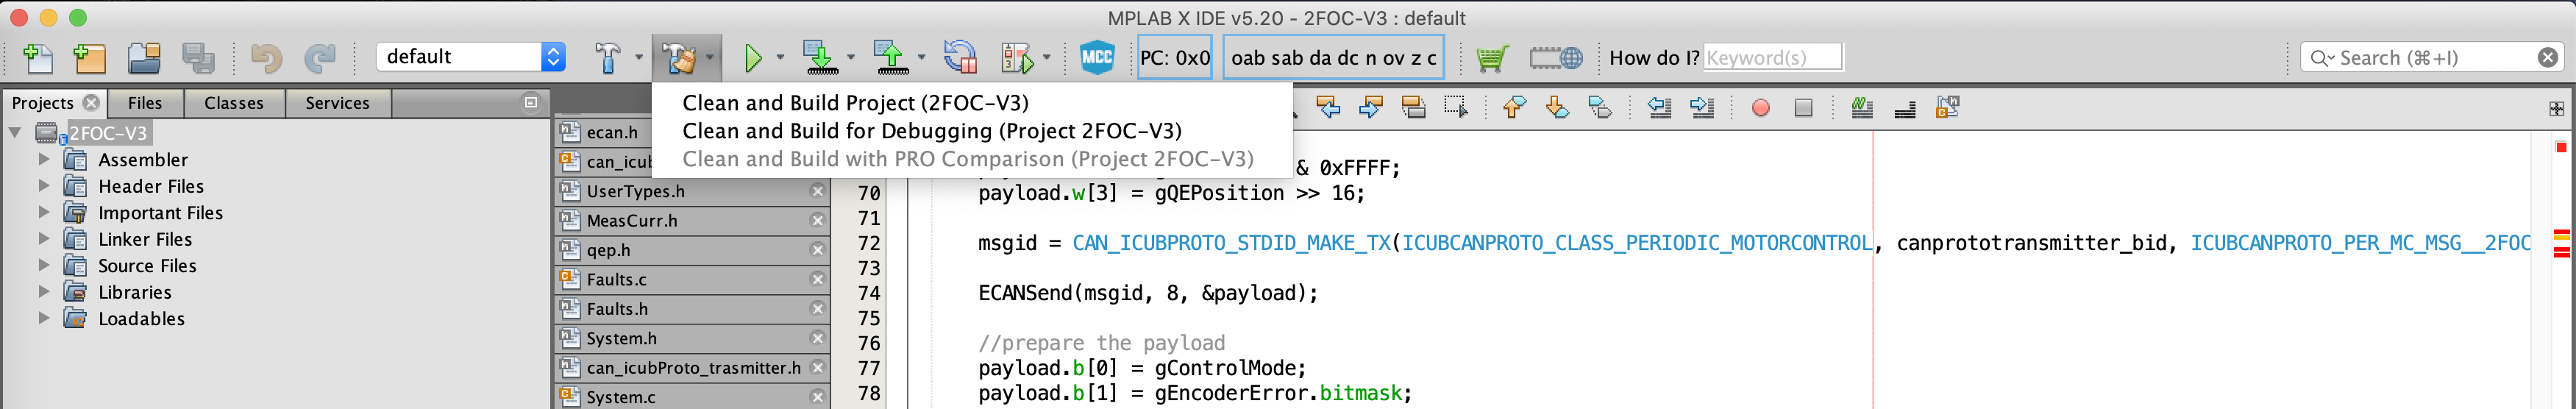 MPLAB X IDE v5.20 - 2FOC-V3 : default
default
MCC
PC: 0x0
oab sab da dc n ov z c
How do I? Keyword(s)
Search (⌘+I)
Projects Files Classes Services
Clean and Build Project (2FOC-V3)
Clean and Build for Debugging (Project 2FOC-V3)
Clean and Build with PRO Comparison (Project 2FOC-V3)
2FOC-V3
Assembler
Header Files
Important Files
Linker Files
Source Files
Libraries
Loadables
ecan.h
can_icub
UserTypes.h
MeasCurr.h
qep.h
Faults.c
Faults.h
System.h
can_icubProto_trasmitter.h
System.c
& 0xFFFF;
70 payload.w[3] = gQEPosition >> 16;
71
72 msgid = CAN_ICUBPROTO_STDID_MAKE_TX(ICUBCANPROTO_CLASS_PERIODIC_MOTORCONTROL, canprototransmitter_bid, ICUBCANPROTO_PER_MC_MSG__2FOC
73
74 ECANSend(msgid, 8, &payload);
75
76 //prepare the payload
77 payload.b[0] = gControlMode;
78 payload.b[1] = gEncoderError.bitmask;